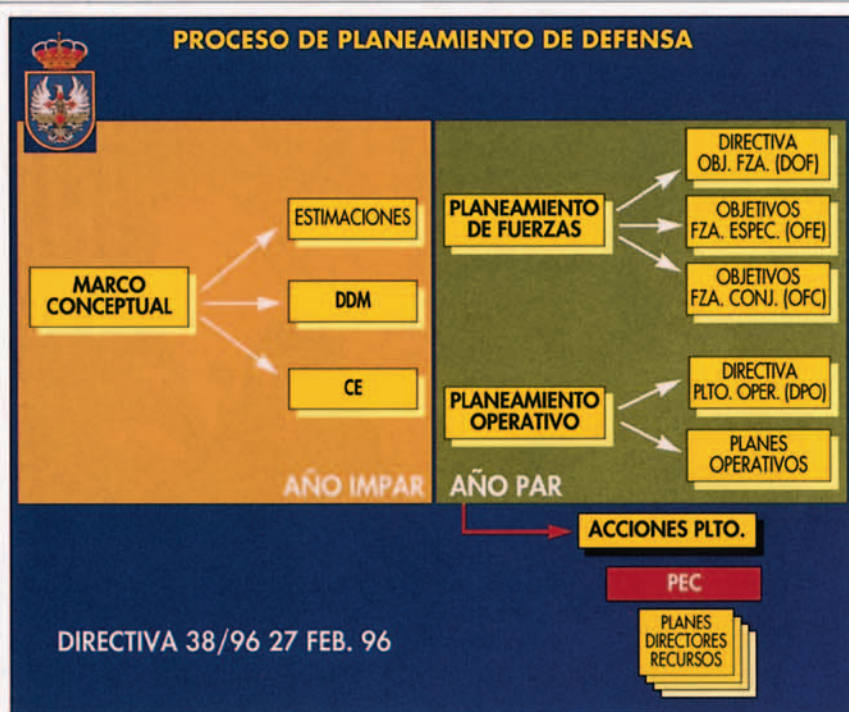 PROCESO DE PLANEAMIENTO DE DEFENSA
MARCO
CONCEPTUAL
ESTIMACIONES
DDM
CE
AÑO IMPAR
PLANEAMIENTO
DE FUERZAS
DIRECTIVA
OBJ. FZA. (DOF)
OBJETIVOS
FZA. ESPEC. (OFE)
OBJETIVOS
FZA. CONJ. (OFC)
PLANEAMIENTO
OPERATIVO
DIRECTIVA
PLTO. OPER. (DPO)
PLANES
OPERATIVOS
AÑO PAR
ACCIONES PLTO.
PEC
PLANES
DIRECTORES
RECURSOS
DIRECTIVA 38/96 27 FEB. 96